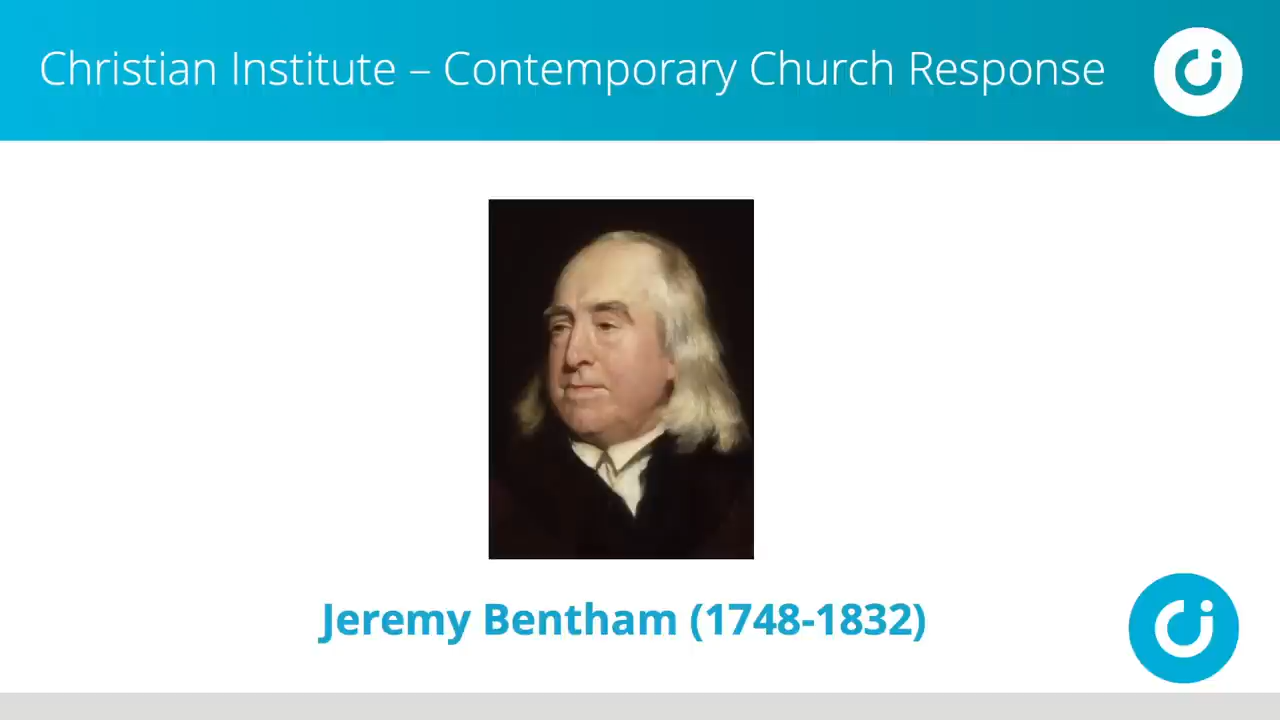 Christian Institute – Contemporary Church Response
Jeremy Bentham (1748-1832)